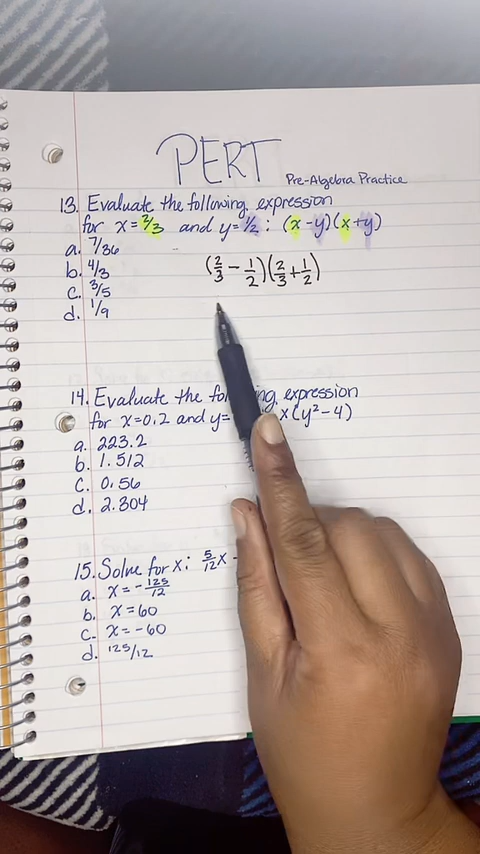 PERT
Pre-Algebra Practice
13. Evaluate the following expression
for x = 2/3 and y = 1/2 : (x-y)(x+y)
a. 7/36
b. 4/3
c. 3/5
d. 1/9
(2/3 - 1/2)(2/3 + 1/2)
14. Evaluate the expression
for x=0.2 and y= x(y²-4)
a. 223.2
b. 1.512
c. 0.56
d. 2.304
15. Solve for x: 5/12x -
a. x = -125/12
b. x = 60
c. x = -60
d. 125/12